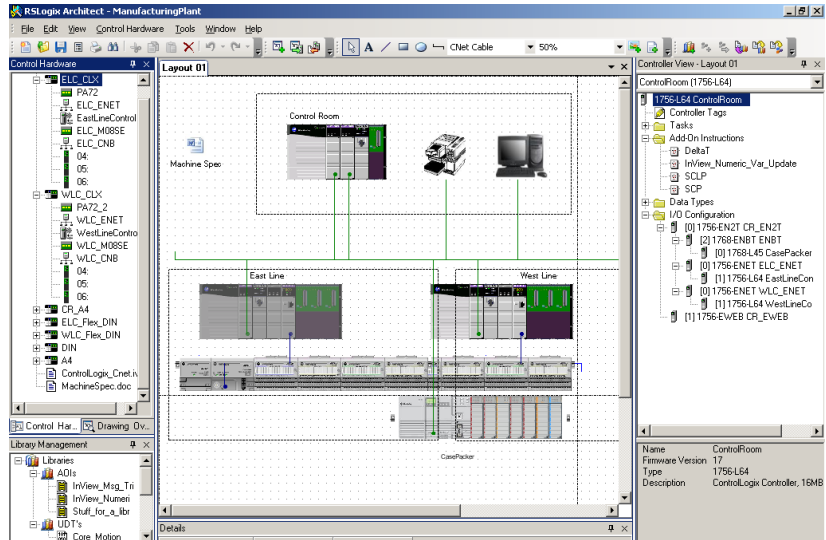 RSLogix Architect - ManufacturingPlant
File Edit View Control Hardware Tools Window Help
CNet Cable
50%
Control Hardware
ELC_CLX
PA72
ELC_ENET
EastLineControl
ELC_M08SE
ELC_CNB
04:
05:
06:
WLC_CLX
PA72_2
WLC_ENET
WestLineContro
WLC_M08SE
WLC_CNB
04:
05:
06:
CR_A4
ELC_Flex_DIN
WLC_Flex_DIN
DIN
A4
ControlLogix_Cnet.iv
MachineSpec.doc
Control Har...
Drawing Ov...
Library Management
Libraries
AOIs
InView_Msg_Tri
InView_Numeri
Stuff_for_a_libr
UDT's
Core_Motion
Layout 01
Machine Spec
Control Room
East Line
West Line
CasePacker
Details
Controller View - Layout 01
ControlRoom (1756-L64)
1756-L64 ControlRoom
Controller Tags
Tasks
Add-On Instructions
DeltaT
InView_Numeric_Var_Update
SCLP
SCP
Data Types
I/O Configuration
[0] 1756-EN2T CR_EN2T
[2] 1768-ENBT ENBT
[0] 1768-L45 CasePacker
[0] 1756-ENET ELC_ENET
[1] 1756-L64 EastLineCon
[0] 1756-ENET WLC_ENET
[1] 1756-L64 WestLineCo
[1] 1756-EWEB CR_EWEB
Name ControlRoom
Firmware Version 17
Type 1756-L64
Description ControlLogix Controller, 16MB